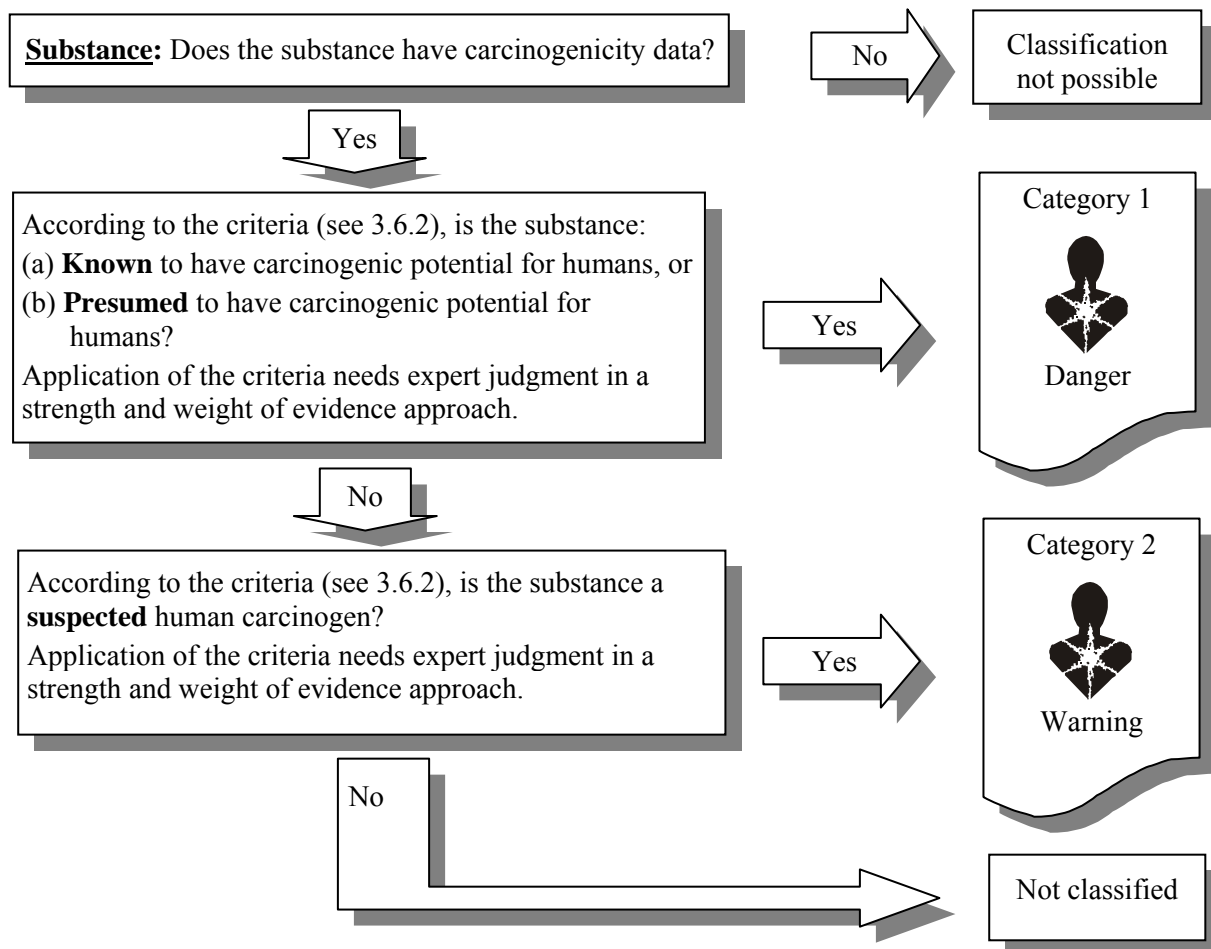 Substance: Does the substance have carcinogenicity data?
No
Classification
not possible
Yes
According to the criteria (see 3.6.2), is the substance:
(a) Known to have carcinogenic potential for humans, or
(b) Presumed to have carcinogenic potential for
humans?
Application of the criteria needs expert judgment in a
strength and weight of evidence approach.
Yes
Category 1
Danger
No
According to the criteria (see 3.6.2), is the substance a
suspected human carcinogen?
Application of the criteria needs expert judgment in a
strength and weight of evidence approach.
Yes
Category 2
Warning
No
Not classified